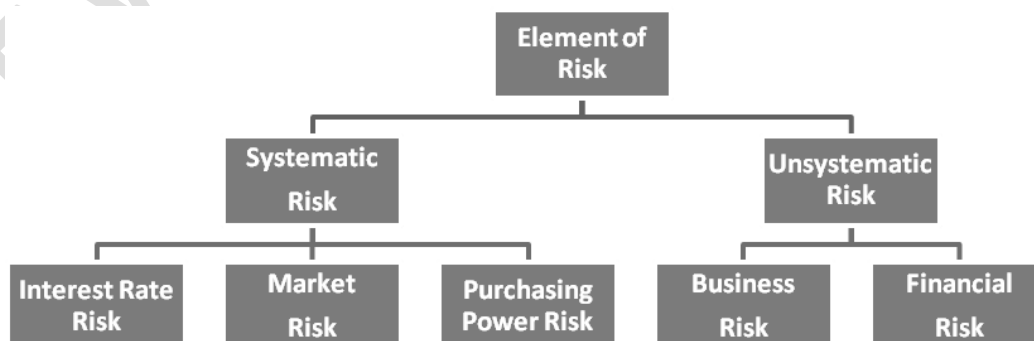 Element of
Risk
Systematic
Risk
Unsystematic
Risk
Interest Rate
Risk
Market
Risk
Purchasing
Power Risk
Business
Risk
Financial
Risk